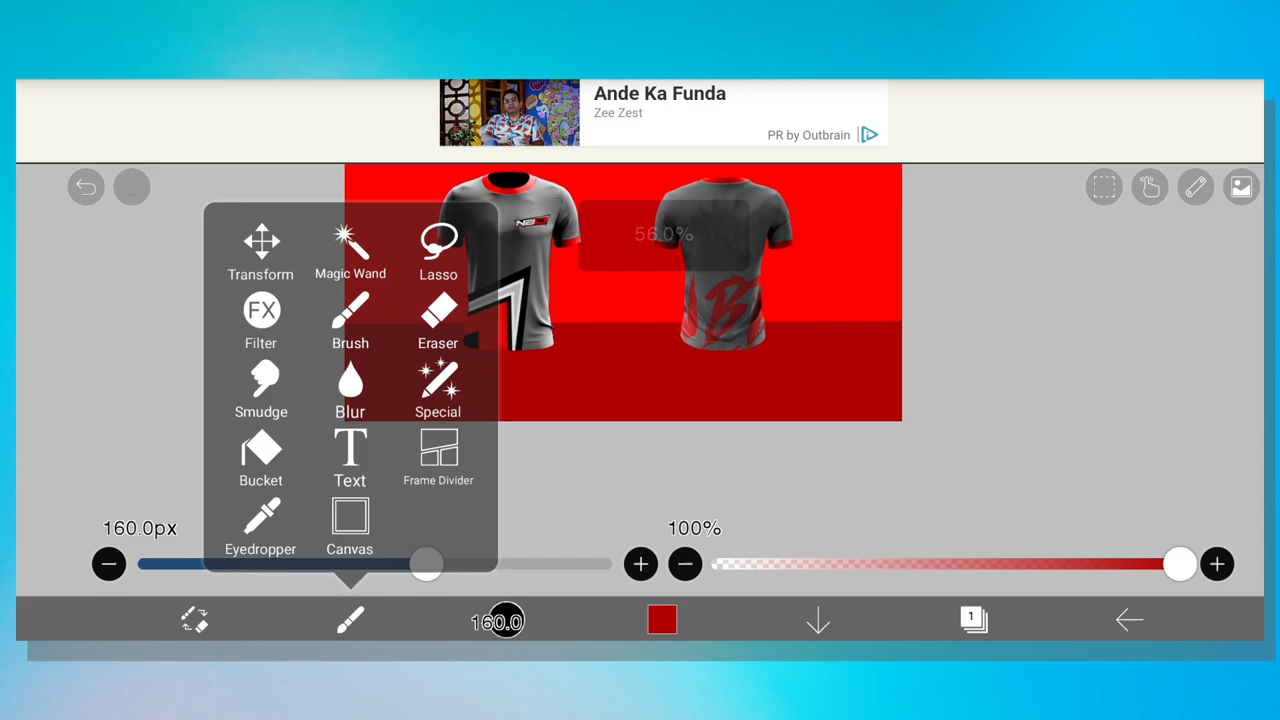 Ande Ka Funda
Zee Zest
PR by Outbrain
56.0%
Transform
Magic Wand
Lasso
FX
Filter
Brush
Eraser
Smudge
Blur
Special
Bucket
T
Text
Frame Divider
Eyedropper
Canvas
160.0px
100%
160.0
1